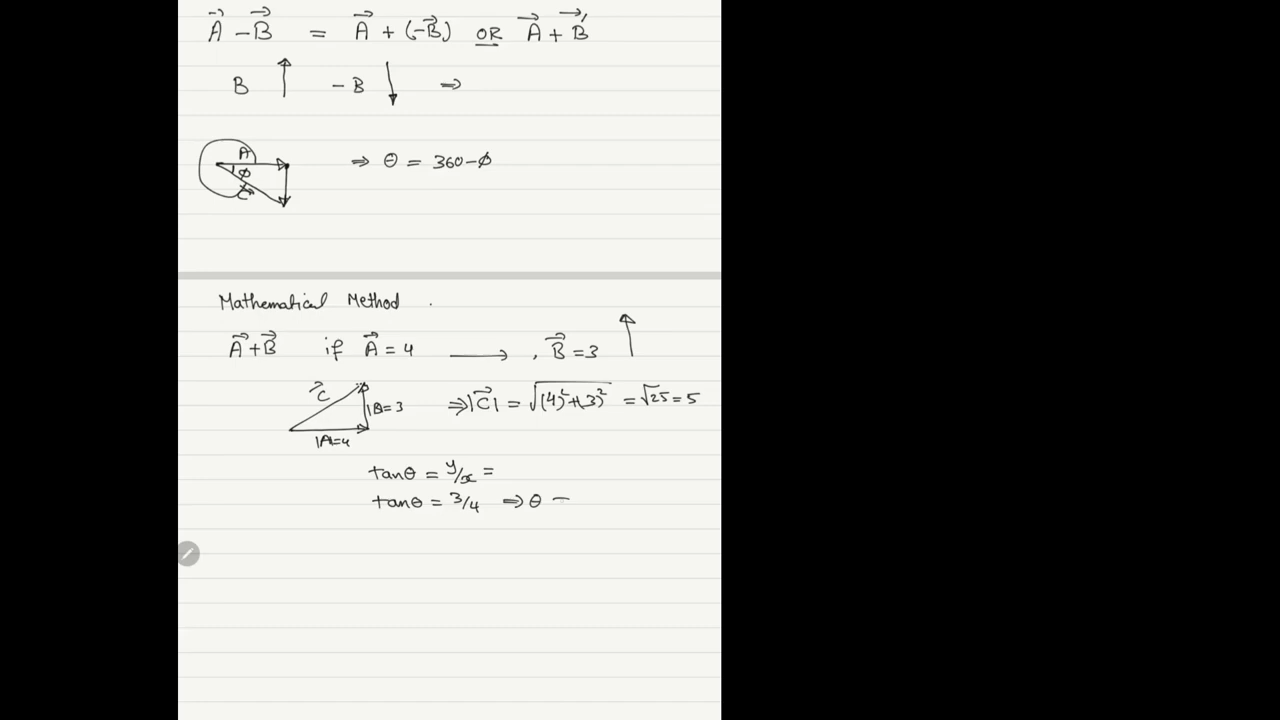 A⃗ − B⃗ = A⃗ + (−B⃗) OR A⃗ + B⃗'
B ↑ − B ↓ ⇒
A
ϕ ⇒ θ = 360 − ϕ
C⃗
Mathematical Method .
A⃗ + B⃗ if A⃗ = 4 ⟶ , B⃗ = 3 ↑
C⃗ |B = 3 ⇒ |C⃗| = √(4)² + (3)² = √25 = 5
|A| = 4
tanθ = y/x =
tanθ = 3/4 ⇒ θ =